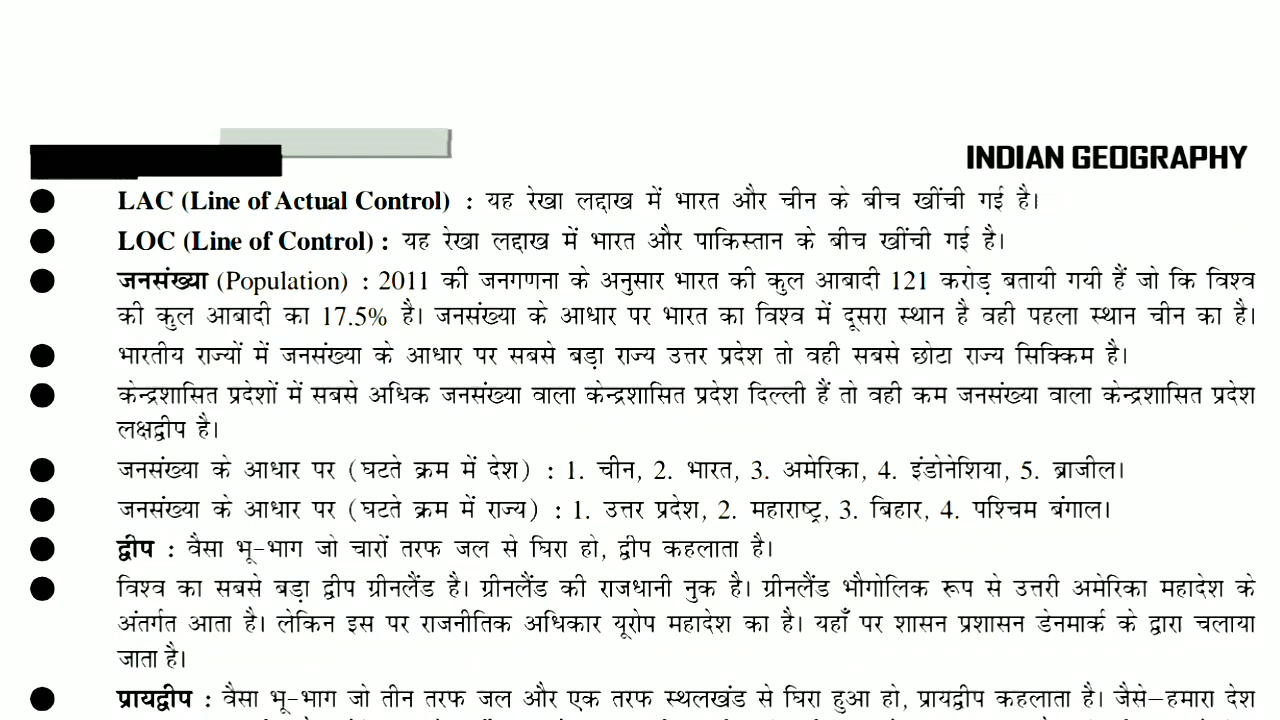 INDIAN GEOGRAPHY
● LAC (Line of Actual Control) : यह रेखा लद्दाख में भारत और चीन के बीच खींची गई है।
● LOC (Line of Control) : यह रेखा लद्दाख में भारत और पाकिस्तान के बीच खींची गई है।
● जनसंख्या (Population) : 2011 की जनगणना के अनुसार भारत की कुल आबादी 121 करोड़ बतायी गयी हैं जो कि विश्व
की कुल आबादी का 17.5% है। जनसंख्या के आधार पर भारत का विश्व में दूसरा स्थान है वही पहला स्थान चीन का है।
● भारतीय राज्यों में जनसंख्या के आधार पर सबसे बड़ा राज्य उत्तर प्रदेश तो वही सबसे छोटा राज्य सिक्किम है।
● केन्द्रशासित प्रदेशों में सबसे अधिक जनसंख्या वाला केन्द्रशासित प्रदेश दिल्ली हैं तो वही कम जनसंख्या वाला केन्द्रशासित प्रदेश
लक्षद्वीप है।
● जनसंख्या के आधार पर (घटते क्रम में देश) : 1. चीन, 2. भारत, 3. अमेरिका, 4. इंडोनेशिया, 5. ब्राजील।
● जनसंख्या के आधार पर (घटते क्रम में राज्य) : 1. उत्तर प्रदेश, 2. महाराष्ट्र, 3. बिहार, 4. पश्चिम बंगाल।
● द्वीप : वैसा भू-भाग जो चारों तरफ जल से घिरा हो, द्वीप कहलाता है।
● विश्व का सबसे बड़ा द्वीप ग्रीनलैंड है। ग्रीनलैंड की राजधानी नुक है। ग्रीनलैंड भौगोलिक रूप से उत्तरी अमेरिका महादेश के
अंतर्गत आता है। लेकिन इस पर राजनीतिक अधिकार यूरोप महादेश का है। यहाँ पर शासन प्रशासन डेनमार्क के द्वारा चलाया
जाता है।
● प्रायद्वीप : वैसा भू-भाग जो तीन तरफ जल और एक तरफ स्थलखंड से घिरा हुआ हो, प्रायद्वीप कहलाता है। जैसे–हमारा देश